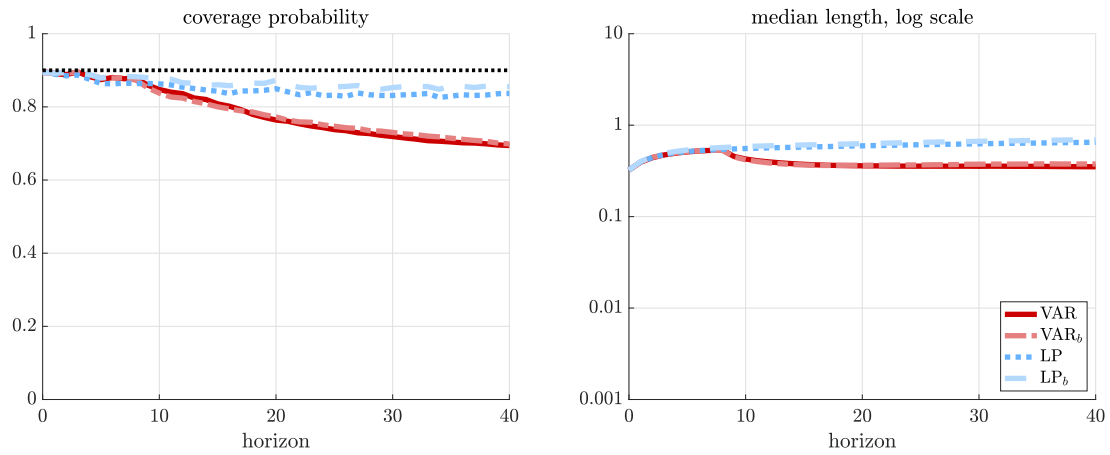 coverage probability
1
0.8
0.6
0.4
0.2
0
0 10 20 30 40
horizon
median length, log scale
10
1
0.1
0.01
0.001
0 10 20 30 40
horizon
VAR
VAR_b
LP
LP_b